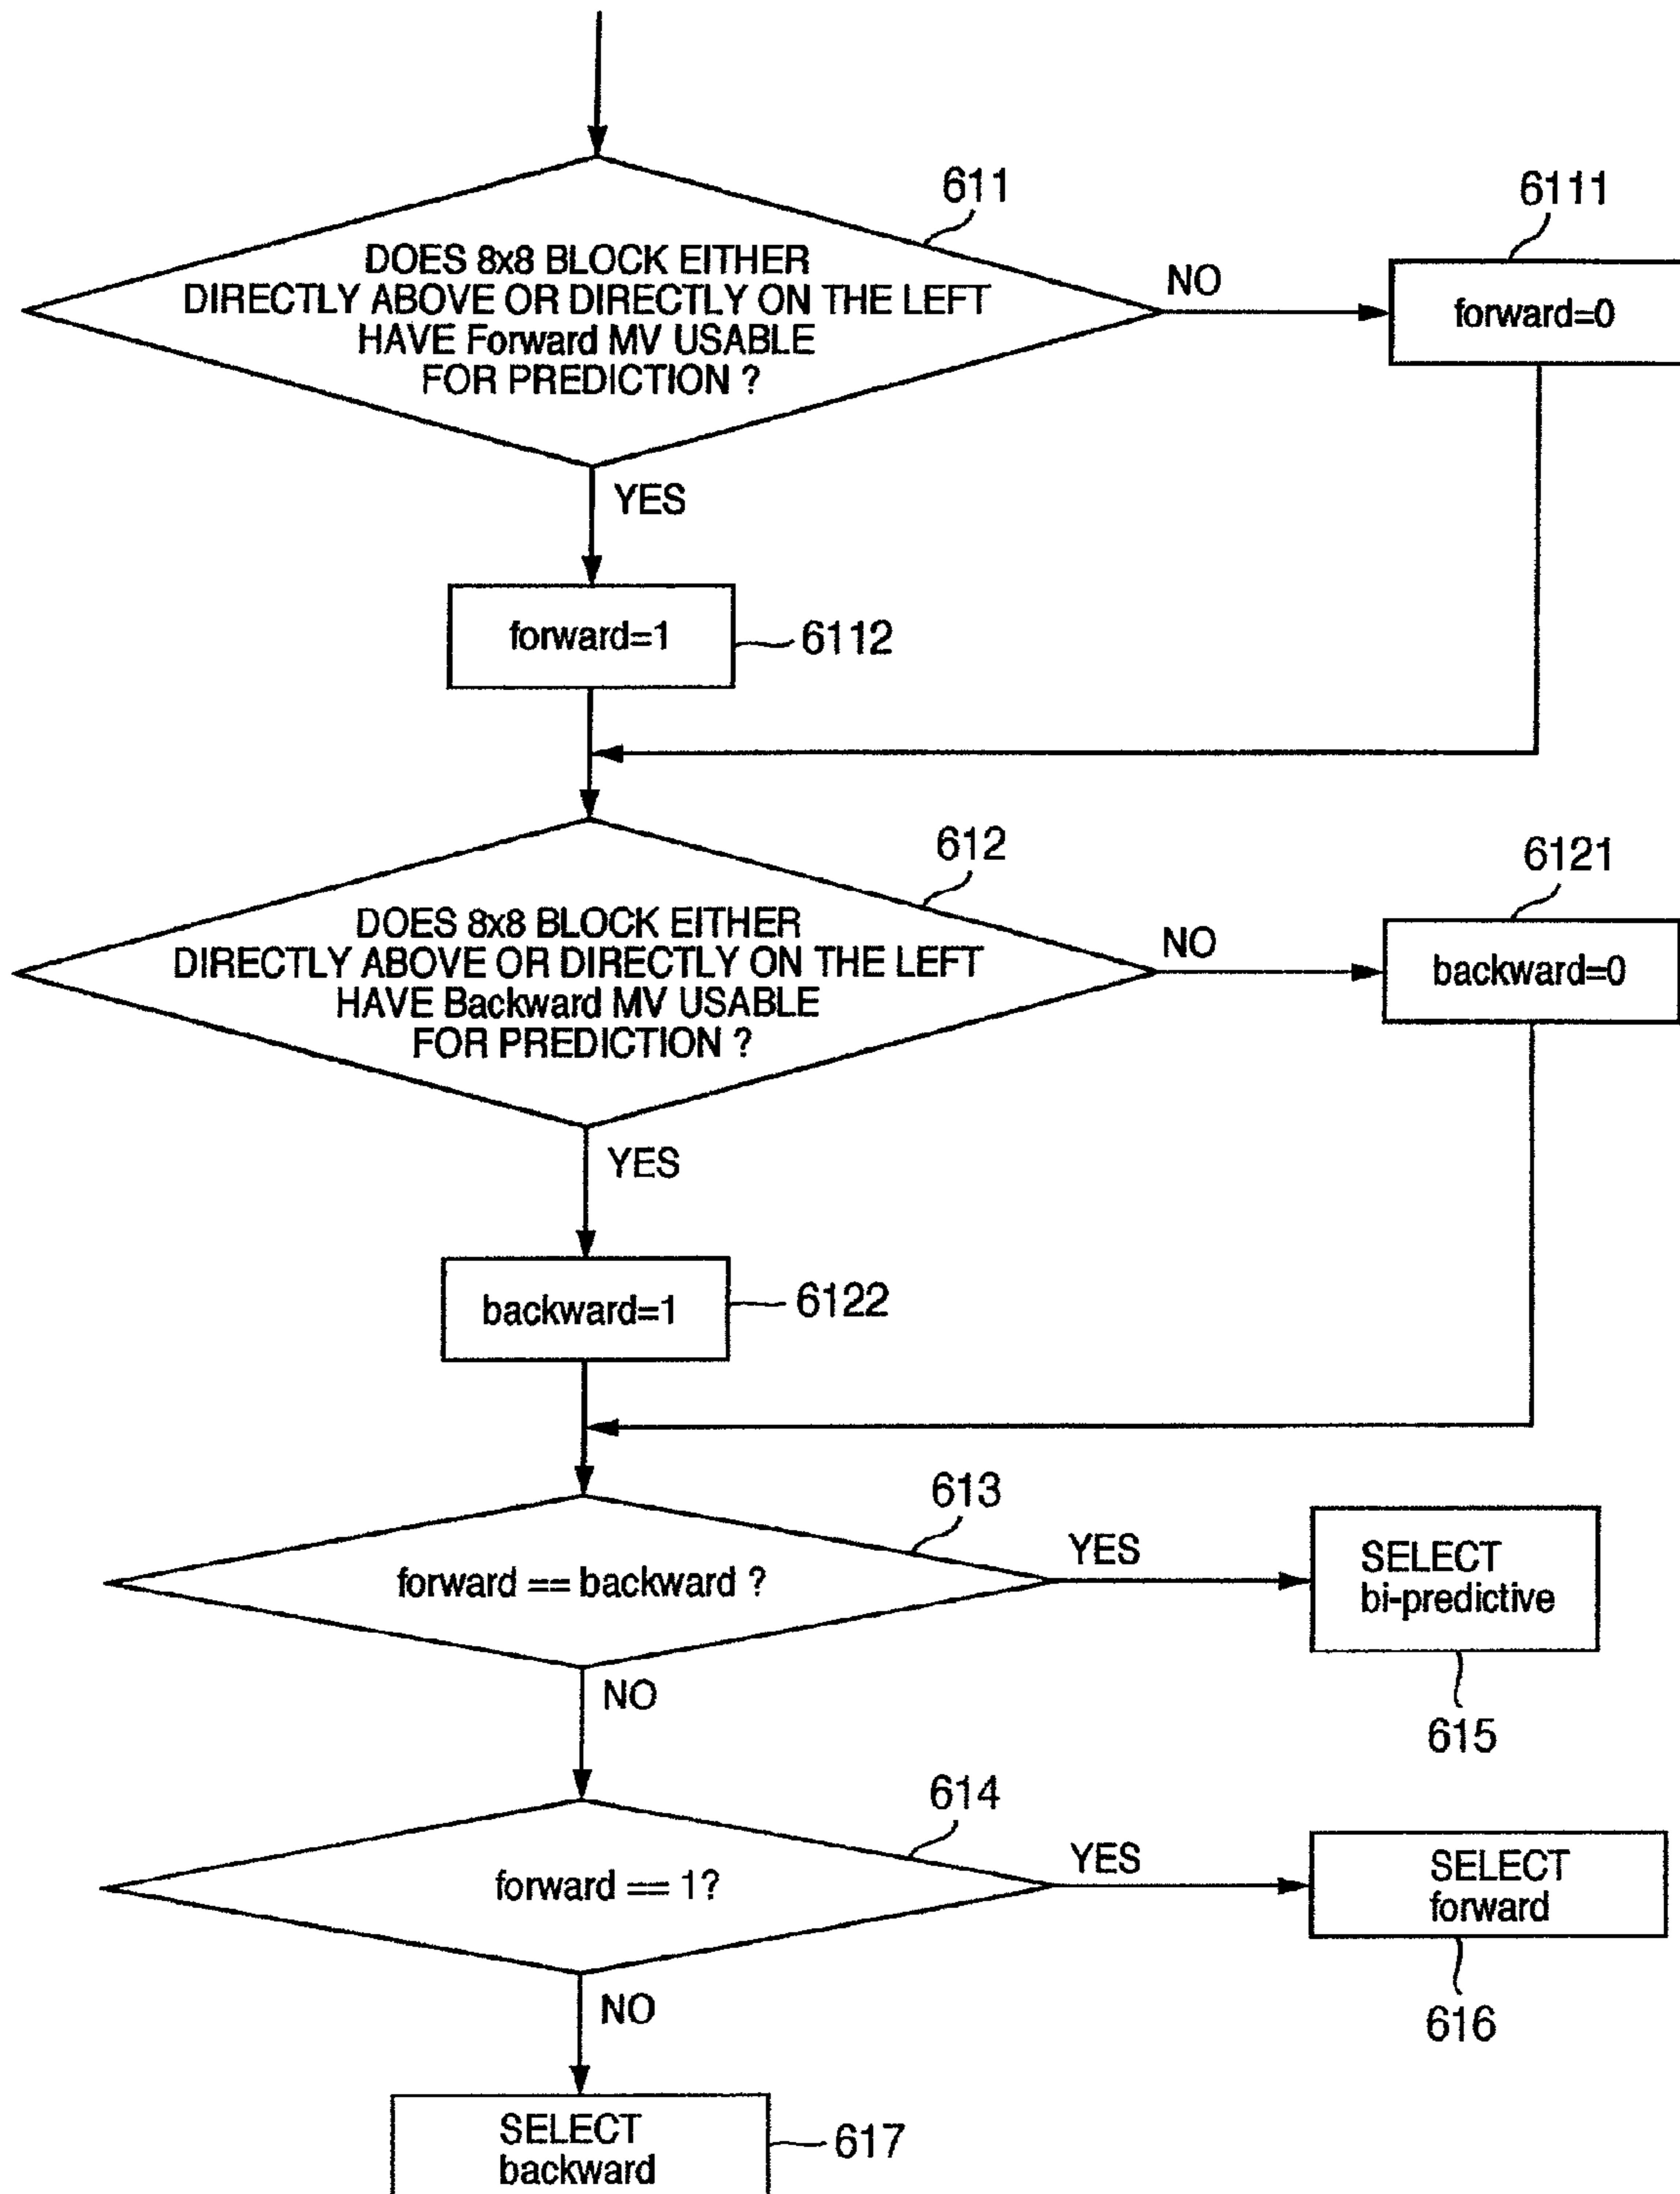 611
6111
DOES 8x8 BLOCK EITHER
DIRECTLY ABOVE OR DIRECTLY ON THE LEFT
HAVE Forward MV USABLE
FOR PREDICTION ?
NO
forward=0
YES
forward=1
6112
612
6121
DOES 8x8 BLOCK EITHER
DIRECTLY ABOVE OR DIRECTLY ON THE LEFT
HAVE Backward MV USABLE
FOR PREDICTION ?
NO
backward=0
YES
backward=1
6122
613
forward == backward ?
YES
SELECT
bi-predictive
615
NO
614
forward == 1?
YES
SELECT
forward
616
NO
SELECT
backward
617